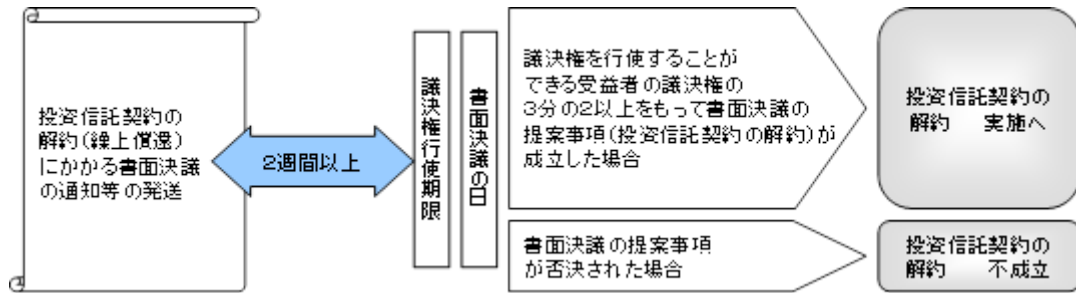 投資信託契約の
解約(繰上償還)
にかかる書面決議
の通知等の発送
2週間以上
議決権行使期限
書面決議の日
議決権を行使することが
できる受益者の議決権の
3分の2以上をもって書面決議の
提案事項(投資信託契約の解約)が
成立した場合
投資信託契約の
解約 実施へ
書面決議の提案事項
が否決された場合
投資信託契約の
解約 不成立